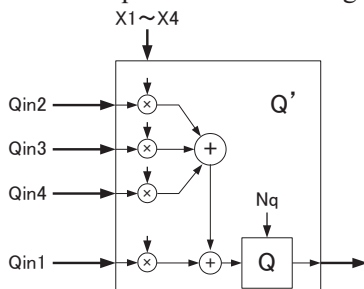 X1～X4
Q'
Qin2
×
Qin3
×
+
Qin4
×
Nq
Qin1
×
+
Q